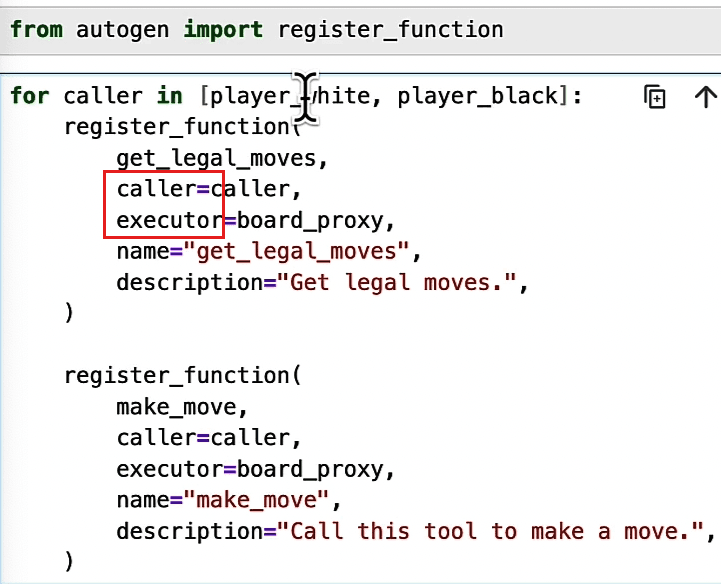 from autogen import register_function
for caller in [player_white, player_black]:
    register_function(
        get_legal_moves,
        caller=caller,
        executor=board_proxy,
        name="get_legal_moves",
        description="Get legal moves.",
    )
    register_function(
        make_move,
        caller=caller,
        executor=board_proxy,
        name="make_move",
        description="Call this tool to make a move.",
    )